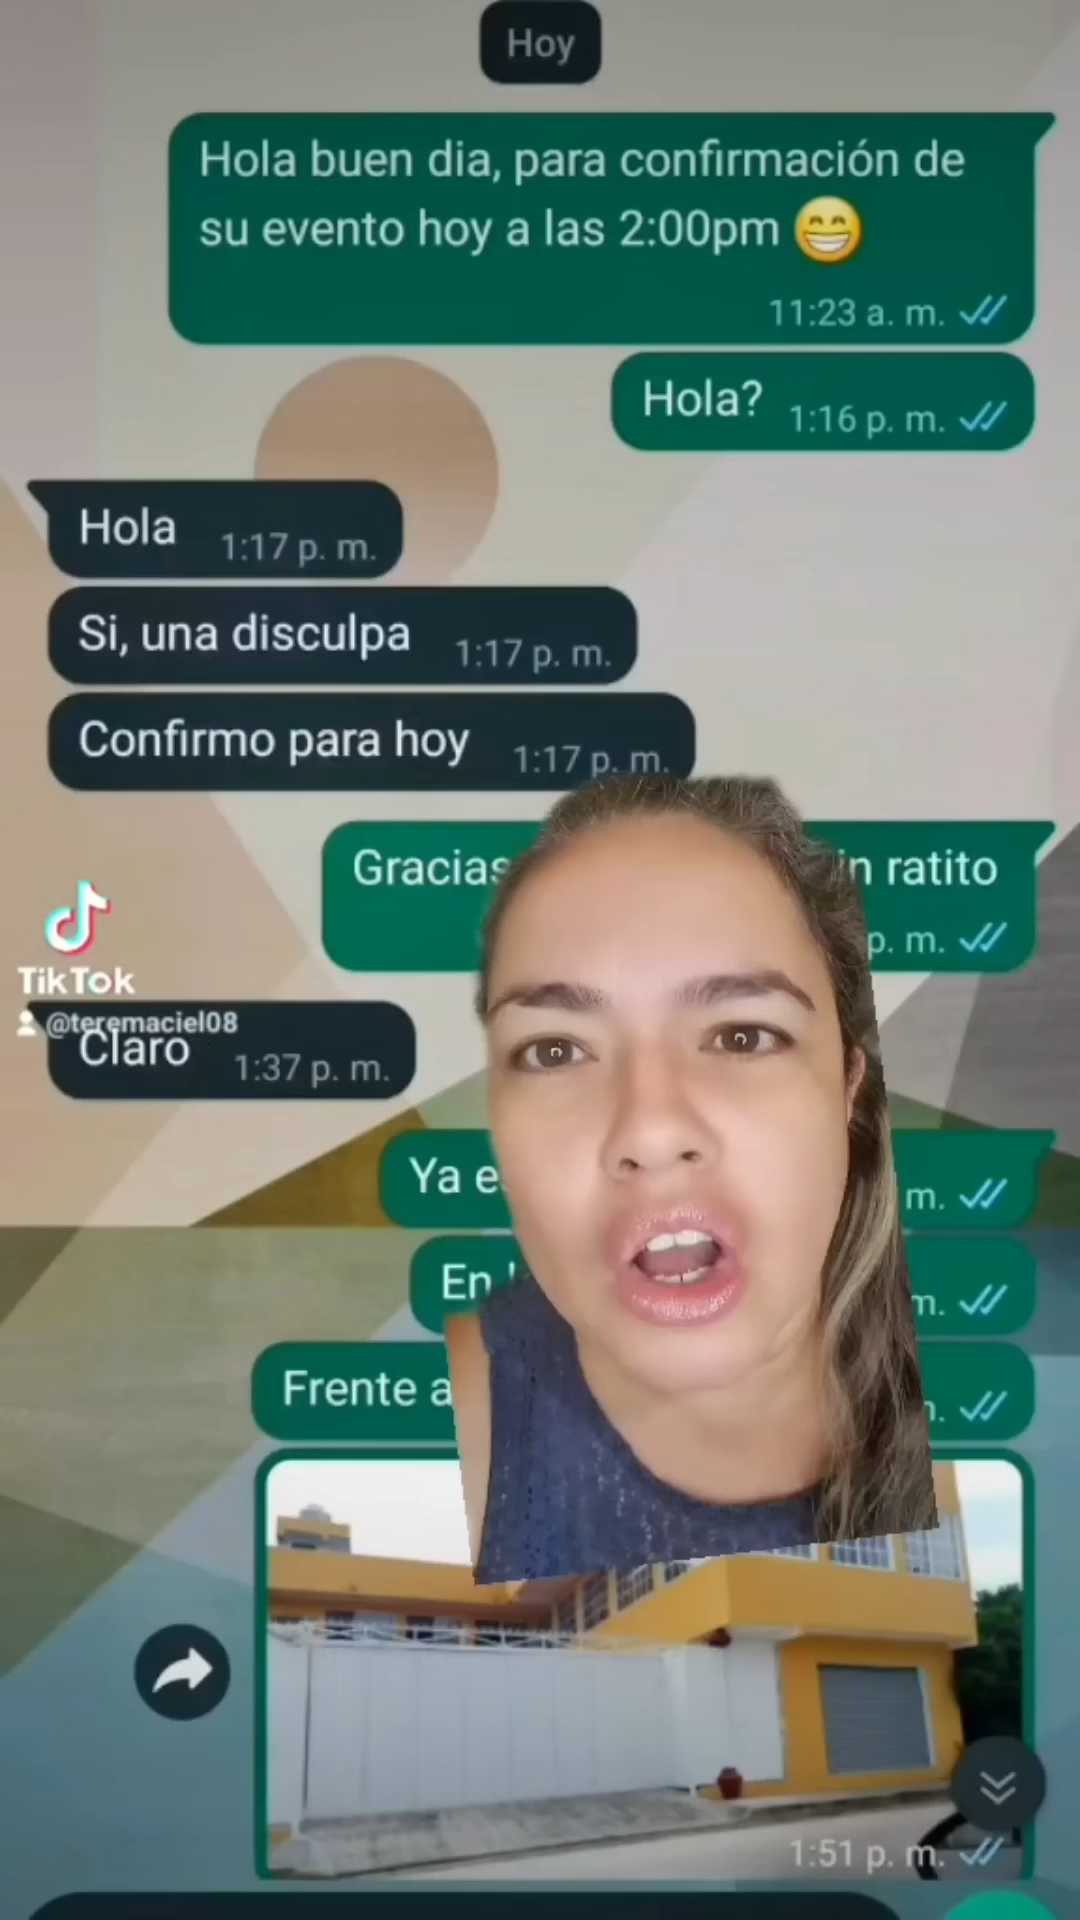 Hoy
Hola buen dia, para confirmación de
su evento hoy a las 2:00pm
11:23 a. m.
Hola? 1:16 p. m.
Hola 1:17 p. m.
Si, una disculpa 1:17 p. m.
Confirmo para hoy 1:17 p. m.
Gracias ratito
p. m.
TikTok
@teremaciel08
Claro 1:37 p. m.
Ya m.
En m.
Frente
1:51 p. m.